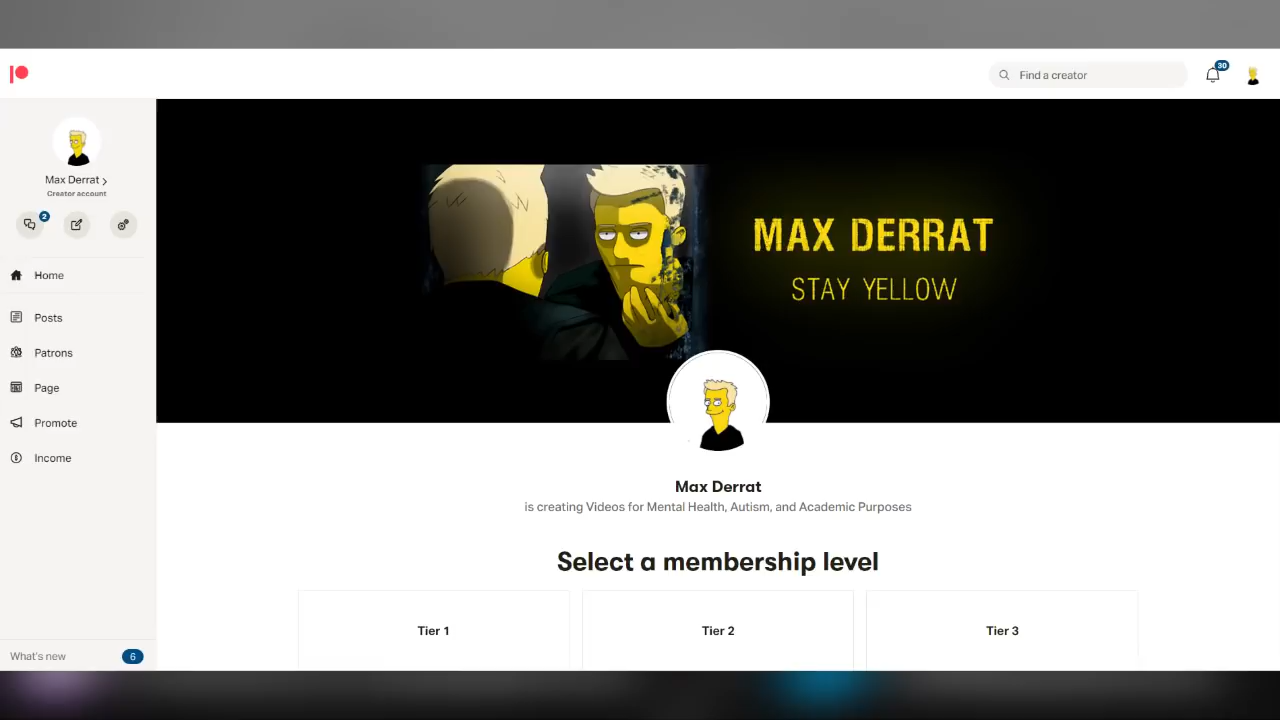 Find a creator
30
Max Derrat
Creator account
2
Home
Posts
Patrons
Page
Promote
Income
What's new
6
MAX DERRAT
STAY YELLOW
Max Derrat
is creating Videos for Mental Health, Autism, and Academic Purposes
Select a membership level
Tier 1
Tier 2
Tier 3